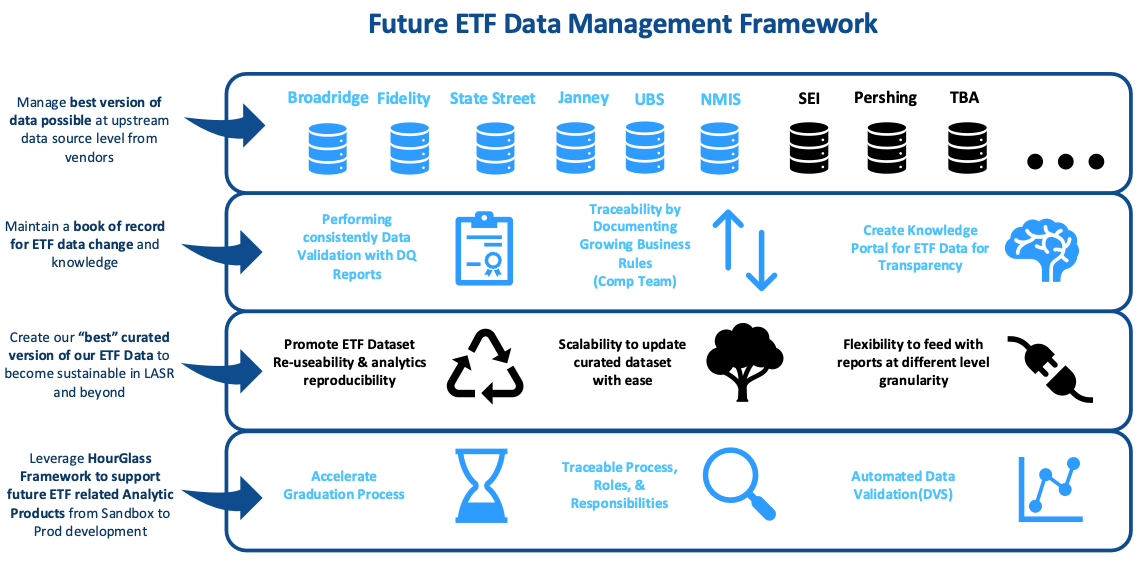 Future ETF Data Management Framework
Manage best version of
data possible at upstream
data source level from
vendors
Broadridge Fidelity State Street Janney UBS NMIS SEI Pershing TBA
Maintain a book of record
for ETF data change and
knowledge
Performing
consistently Data
Validation with DQ
Reports
Traceability by
Documenting
Growing Business
Rules
(Comp Team)
Create Knowledge
Portal for ETF Data for
Transparency
Create our “best” curated
version of our ETF Data to
become sustainable in LASR
and beyond
Promote ETF Dataset
Re-useability & analytics
reproducibility
Scalability to update
curated dataset
with ease
Flexibility to feed with
reports at different level
granularity
Leverage HourGlass
Framework to support
future ETF related Analytic
Products from Sandbox to
Prod development
Accelerate
Graduation Process
Traceable Process,
Roles, &
Responsibilities
Automated Data
Validation(DVS)